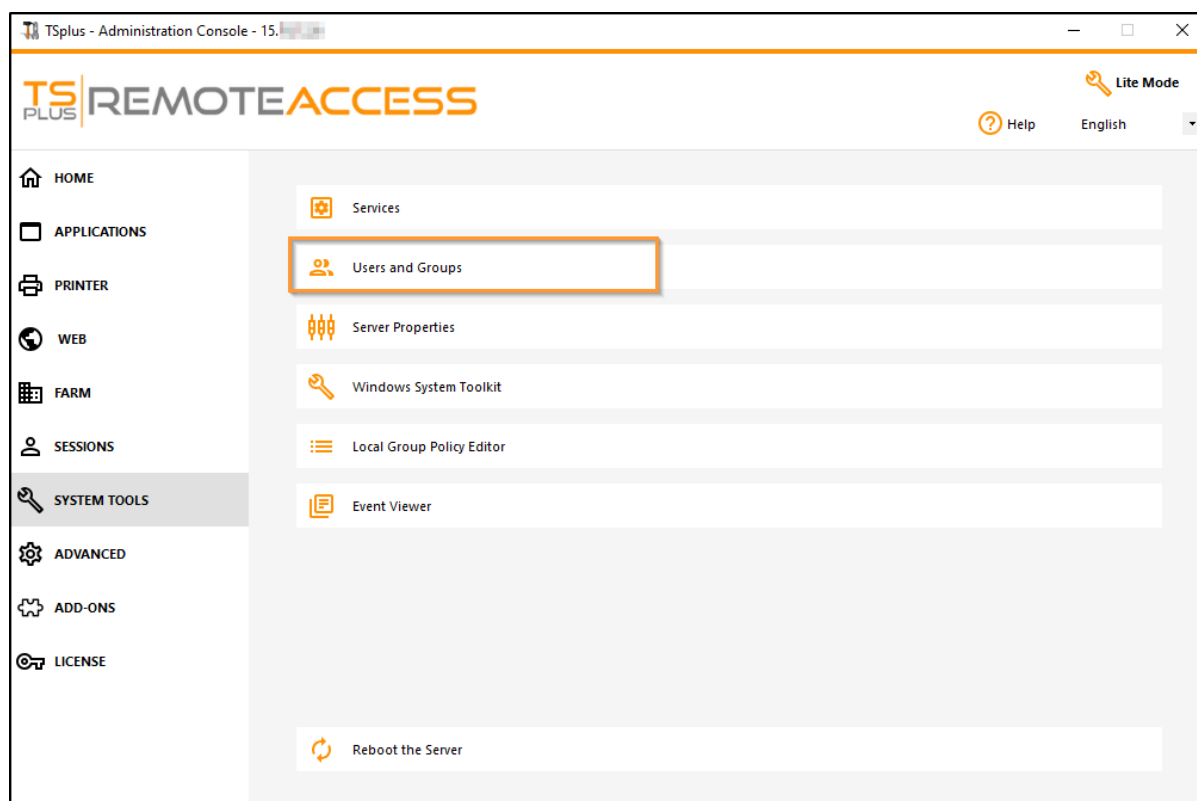 TSplus - Administration Console - 15.
TS PLUS REMOTEACCESS
Lite Mode
Help
English
HOME
APPLICATIONS
PRINTER
WEB
FARM
SESSIONS
SYSTEM TOOLS
ADVANCED
ADD-ONS
LICENSE
Services
Users and Groups
Server Properties
Windows System Toolkit
Local Group Policy Editor
Event Viewer
Reboot the Server